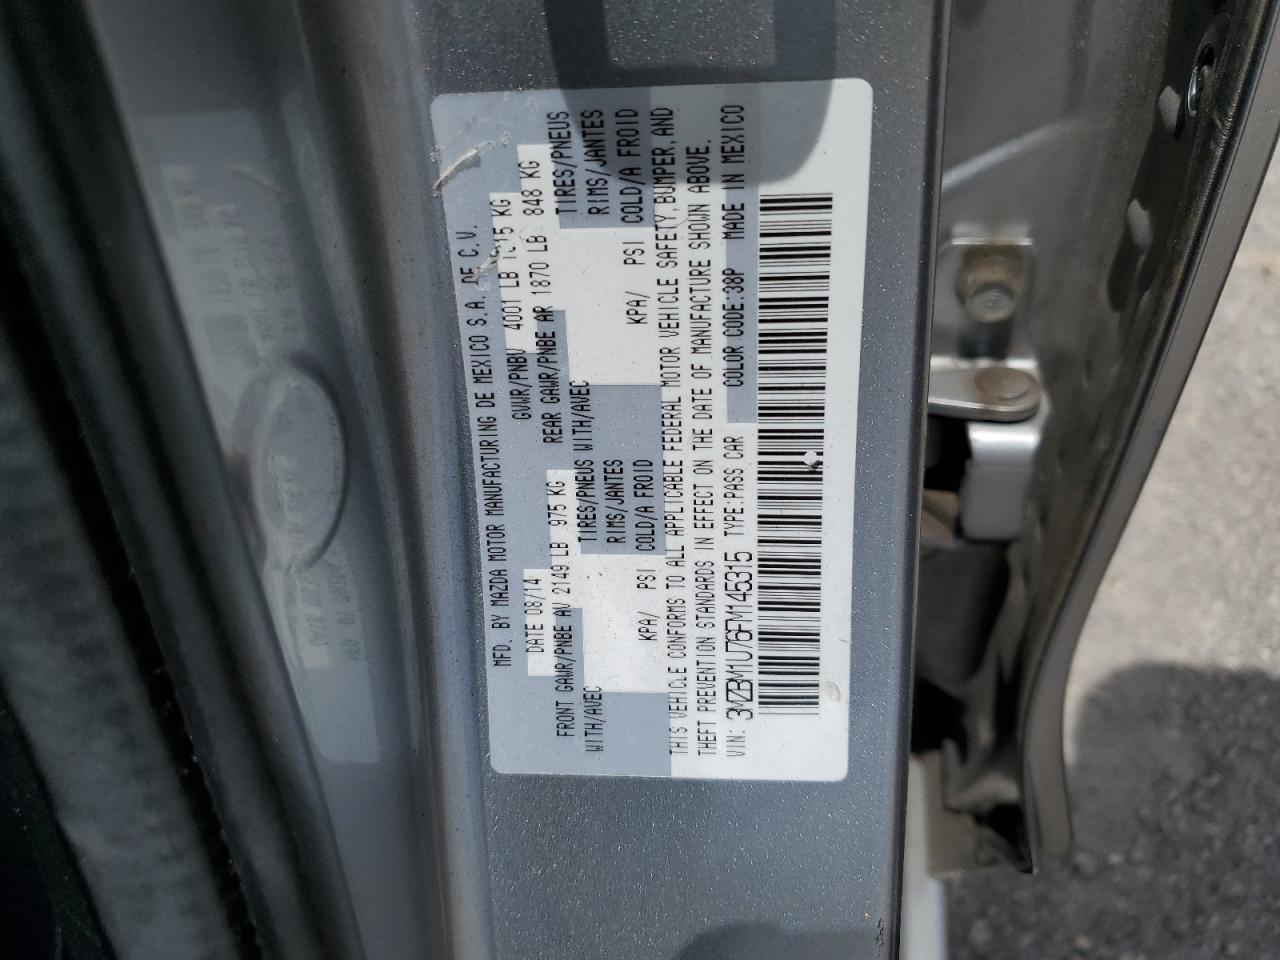 MFD. BY MAZDA MOTOR MANUFACTURING DE MEXICO S.A. DE C.V.
DATE 08/14 GVWR/PNBV 4001 LB 1815 KG
FRONT GAWR/PNBE AV 2149 LB 975 KG REAR GAWR/PNBE AR 1870 LB 848 KG
WITH/AVEC TIRES/PNEUS WITH/AVEC TIRES/PNEUS
RIMS/JANTES RIMS/JANTES
KPA/ PSI COLD/A FROID KPA/ PSI COLD/A FROID
THIS VEHICLE CONFORMS TO ALL APPLICABLE FEDERAL MOTOR VEHICLE SAFETY,BUMPER,AND
THEFT PREVENTION STANDARDS IN EFFECT ON THE DATE OF MANUFACTURE SHOWN ABOVE.
VIN: 3MZBM1U76FM145315 TYPE:PASS CAR COLOR CODE:38P MADE IN MEXICO